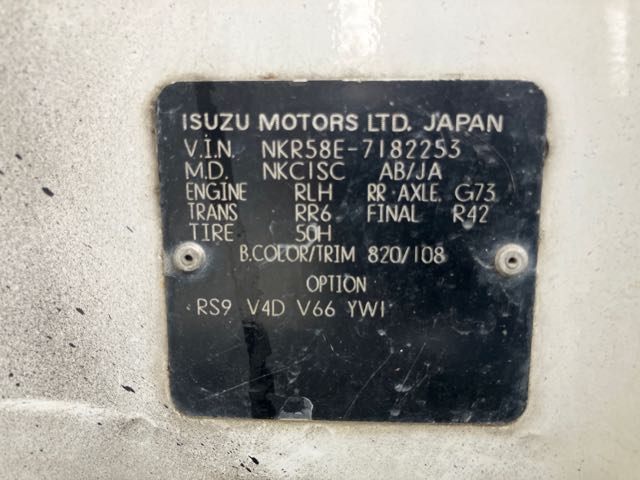 ISUZU MOTORS LTD. JAPAN
V.I.N. NKR58E-7182253
M.D. NKC1SC AB/JA
ENGINE RLH RR AXLE G73
TRANS RR6 FINAL R42
TIRE 50H
B.COLOR/TRIM 820/108
OPTION
RS9 V4D V66 YW1